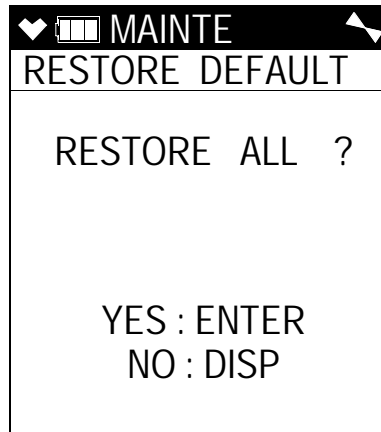 MAINTE
RESTORE DEFAULT
RESTORE ALL ?
YES : ENTER
NO : DISP